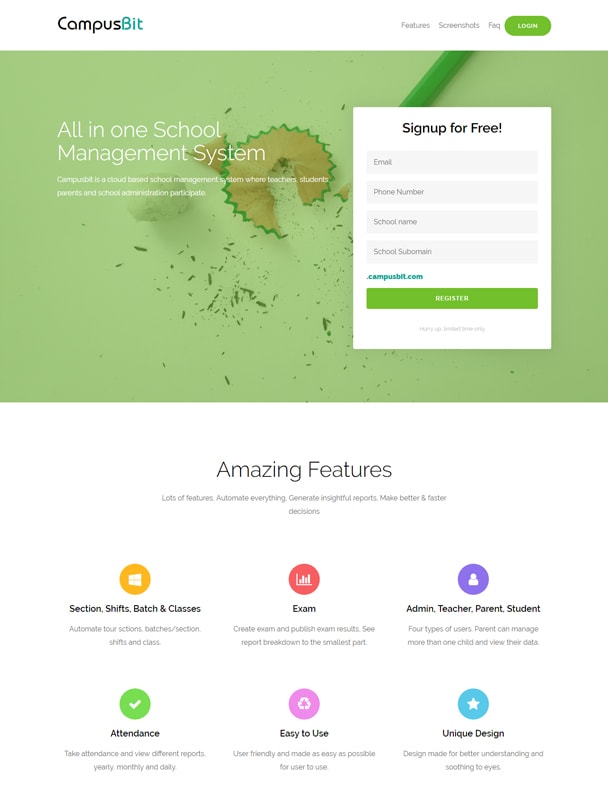 CampusBit
Features Screenshots Faq LOGIN
All in one School
Management System
Campusbit is a cloud based school management system where teachers, students
parents and school administration participate.
Signup for Free!
Email
Phone Number
School name
School Subomain
.campusbit.com
REGISTER
Hurry up, limited time only
Amazing Features
Lots of features. Automate everything, Generate insightful reports, Make better & faster
decisions
Section, Shifts, Batch & Classes
Automate tour sctions, batches/section,
shifts and class.
Exam
Create exam and publish exam results. See
report breakdown to the smallest part.
Admin, Teacher, Parent, Student
Four types of users. Parent can manage
more than one child and view their data.
Attendance
Take attendance and view different reports,
yearly, monthly and daily.
Easy to Use
User friendly and made as easy as possible
for user to use.
Unique Design
Design made for better understanding and
soothing to eyes.